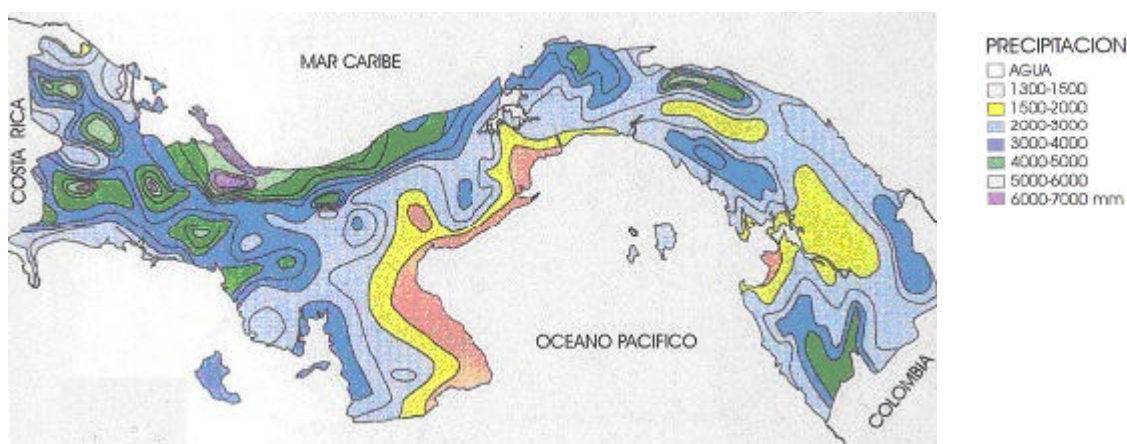 MAR CARIBE
COSTA RICA
OCEANO PACIFICO
COLOMBIA
PRECIPITACION
AGUA
1300-1500
1500-2000
2000-3000
3000-4000
4000-5000
5000-6000
6000-7000 mm